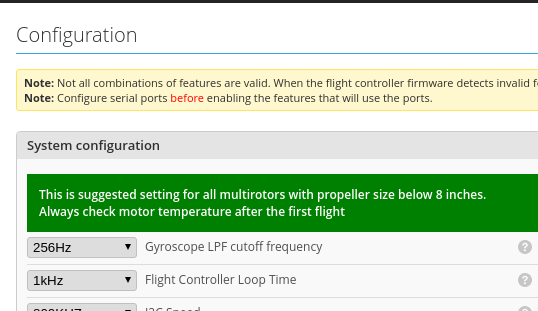 Configuration
Note: Not all combinations of features are valid. When the flight controller firmware detects invalid
Note: Configure serial ports before enabling the features that will use the ports.
System configuration
This is suggested setting for all multirotors with propeller size below 8 inches.
Always check motor temperature after the first flight
256Hz Gyroscope LPF cutoff frequency ?
1kHz Flight Controller Loop Time ?